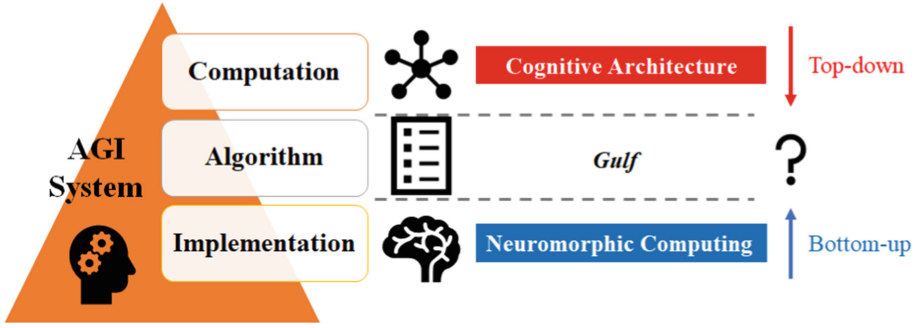 AGI
System
Computation
Cognitive Architecture
Top-down
Algorithm
Gulf
?
Implementation
Neuromorphic Computing
Bottom-up